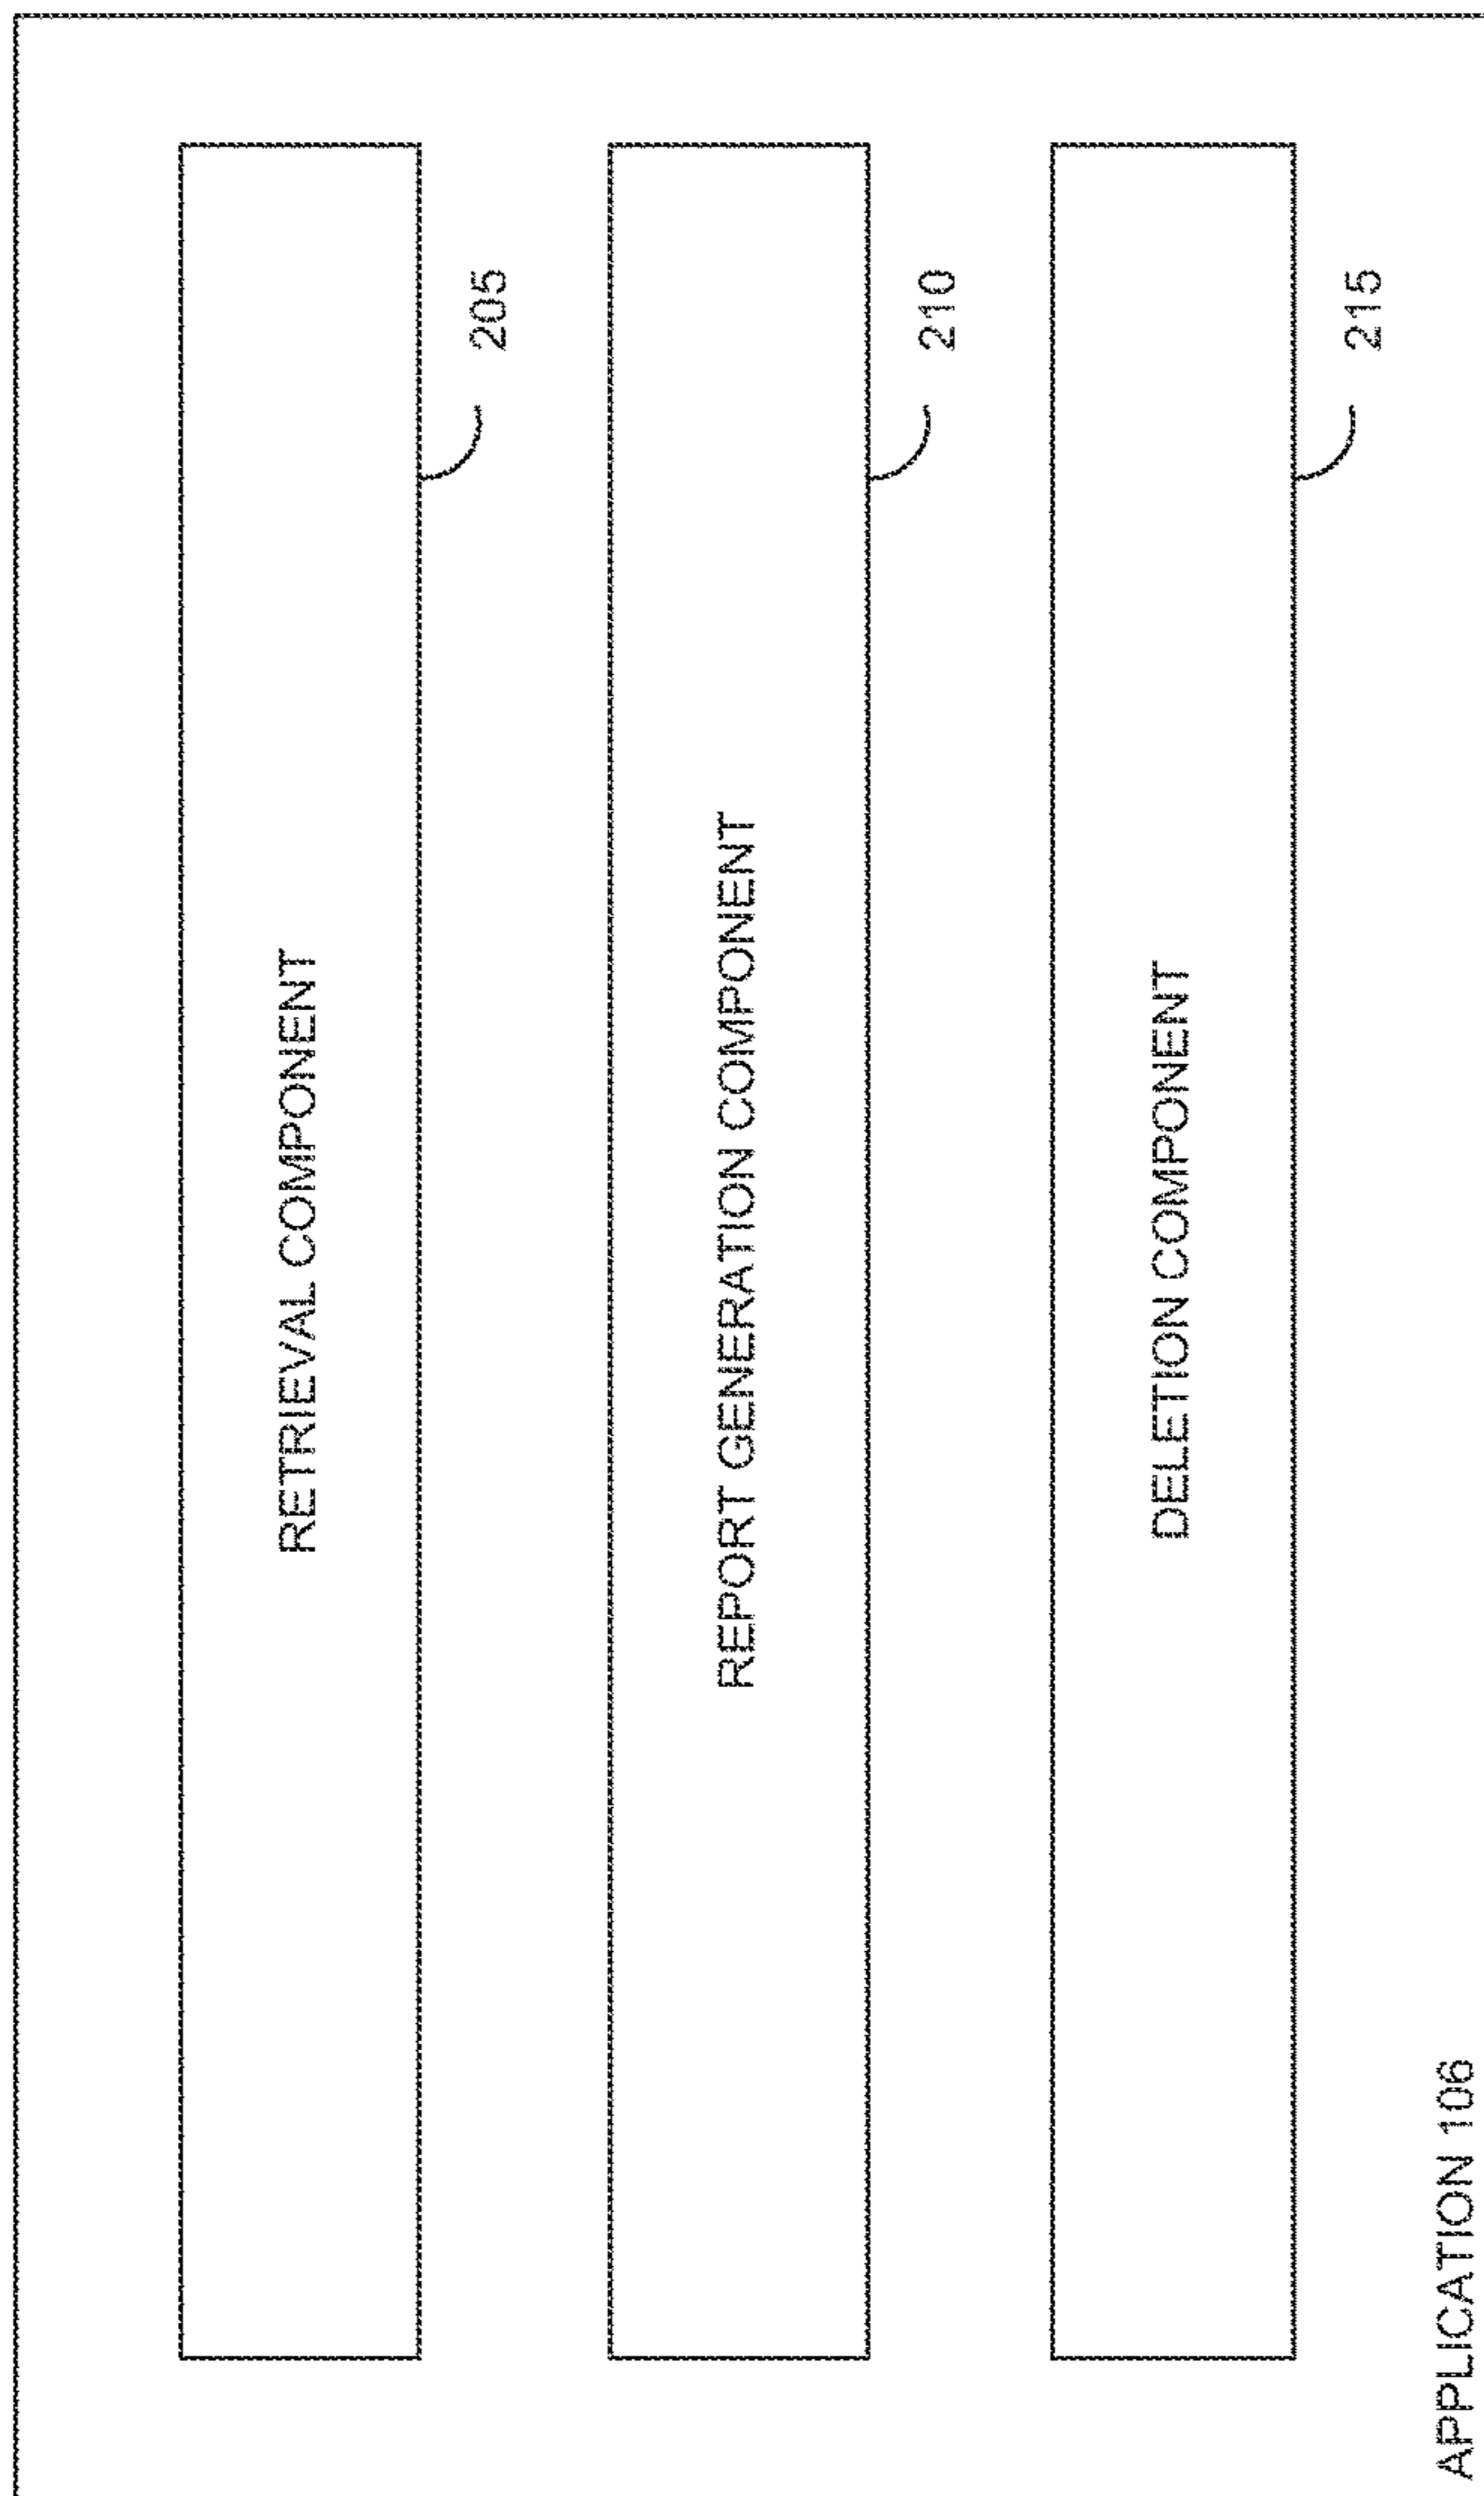 RETRIEVAL COMPONENT
205
REPORT GENERATION COMPONENT
210
DELETION COMPONENT
215
APPLICATION 106